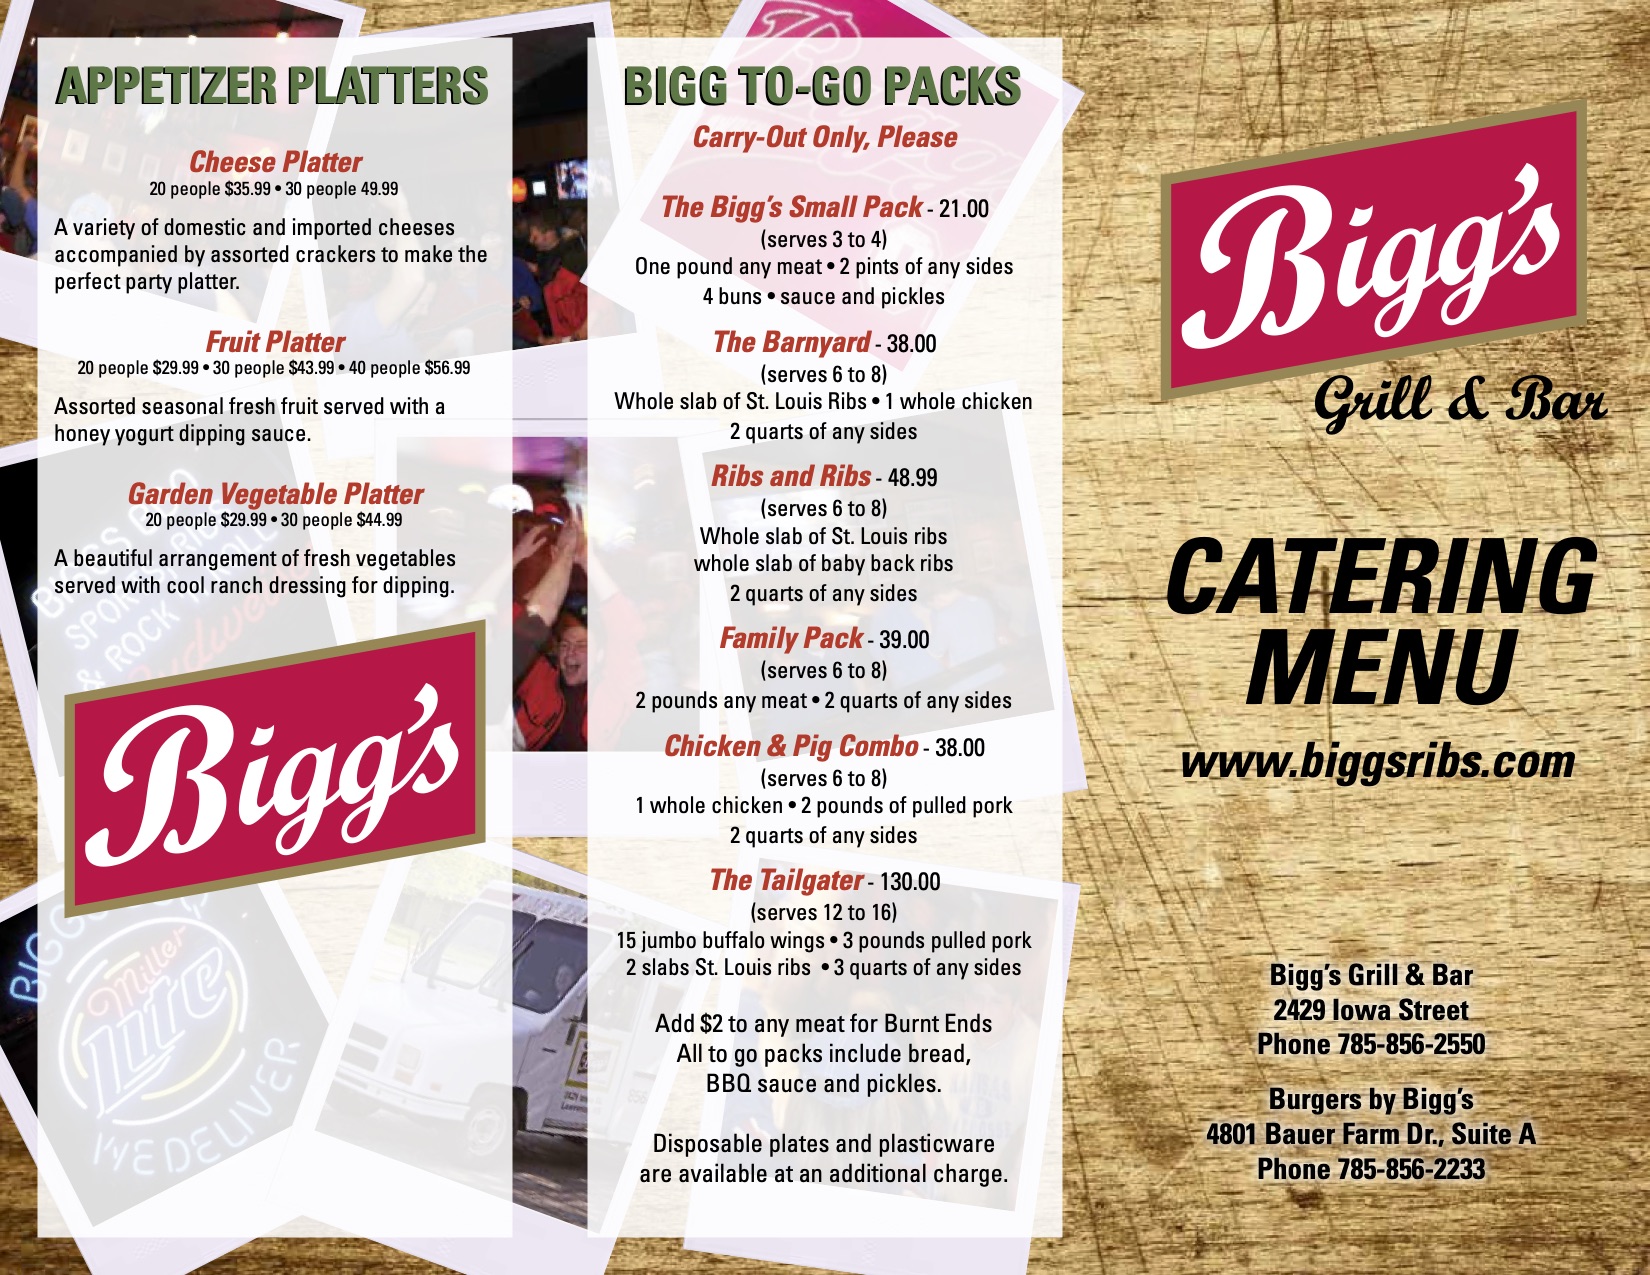 APPETIZER PLATTERS
Cheese Platter
20 people $35.99 • 30 people 49.99
A variety of domestic and imported cheeses
accompanied by assorted crackers to make the
perfect party platter.
Fruit Platter
20 people $29.99 • 30 people $43.99 • 40 people $56.99
Assorted seasonal fresh fruit served with a
honey yogurt dipping sauce.
Garden Vegetable Platter
20 people $29.99 • 30 people $44.99
A beautiful arrangement of fresh vegetables
served with cool ranch dressing for dipping.
BIGGS BBQ
SPORTS, RIBS
& ROCK 'N ROLL
Budweiser
Bigg's
Miller
Lite
WE DELIVER
BIGG TO-GO PACKS
Carry-Out Only, Please
The Bigg's Small Pack - 21.00
(serves 3 to 4)
One pound any meat • 2 pints of any sides
4 buns • sauce and pickles
The Barnyard - 38.00
(serves 6 to 8)
Whole slab of St. Louis Ribs • 1 whole chicken
2 quarts of any sides
Ribs and Ribs - 48.99
(serves 6 to 8)
Whole slab of St. Louis ribs
whole slab of baby back ribs
2 quarts of any sides
Family Pack - 39.00
(serves 6 to 8)
2 pounds any meat • 2 quarts of any sides
Chicken & Pig Combo - 38.00
(serves 6 to 8)
1 whole chicken • 2 pounds of pulled pork
2 quarts of any sides
The Tailgater - 130.00
(serves 12 to 16)
15 jumbo buffalo wings • 3 pounds pulled pork
2 slabs St. Louis ribs • 3 quarts of any sides
Add $2 to any meat for Burnt Ends
All to go packs include bread,
BBQ sauce and pickles.
Disposable plates and plasticware
are available at an additional charge.
Bigg's
Grill & Bar
CATERING
MENU
www.biggsribs.com
Bigg's Grill & Bar
2429 Iowa Street
Phone 785-856-2550
Burgers by Bigg's
4801 Bauer Farm Dr., Suite A
Phone 785-856-2233